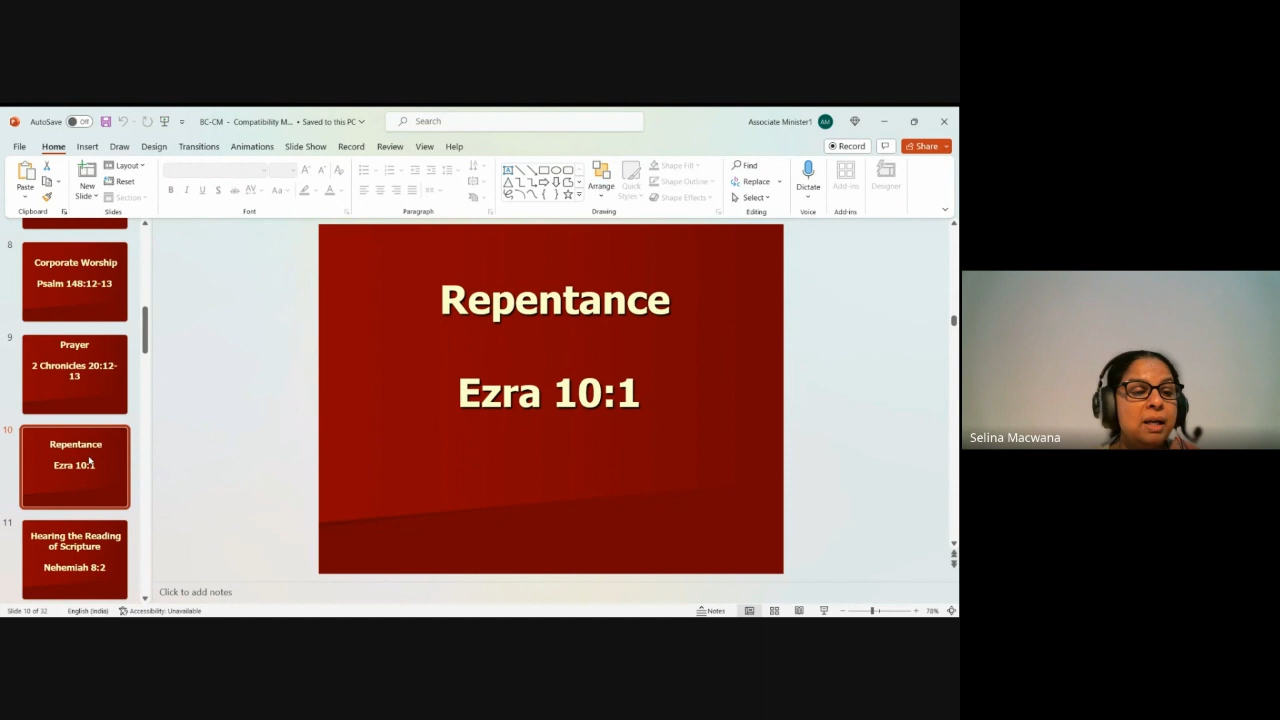 AutoSave Off BC-CM - Compatibility M... • Saved to this PC Search Associate Minister1 AM
File Home Insert Draw Design Transitions Animations Slide Show Record Review View Help Record Share
Paste New Slide Layout Reset Section
B I U S ab AV Aa A
Arrange Quick Styles Shape Fill Shape Outline Shape Effects
Find Replace Select Dictate Add-ins Designer
Clipboard Slides Font Paragraph Drawing Editing Voice Add-ins
8
Corporate Worship
Psalm 148:12-13
9
Prayer
2 Chronicles 20:12-
13
10
Repentance
Ezra 10:1
11
Hearing the Reading
of Scripture
Nehemiah 8:2
Repentance
Ezra 10:1
Click to add notes
Slide 10 of 32 English (India) Accessibility: Unavailable Notes 78%
Selina Macwana